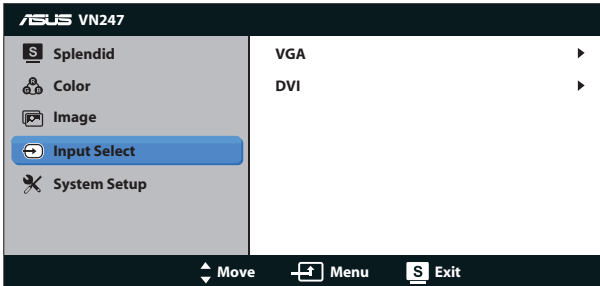 ASUS VN247
S Splendid
Color
Image
Input Select
System Setup
VGA
DVI
Move Menu S Exit